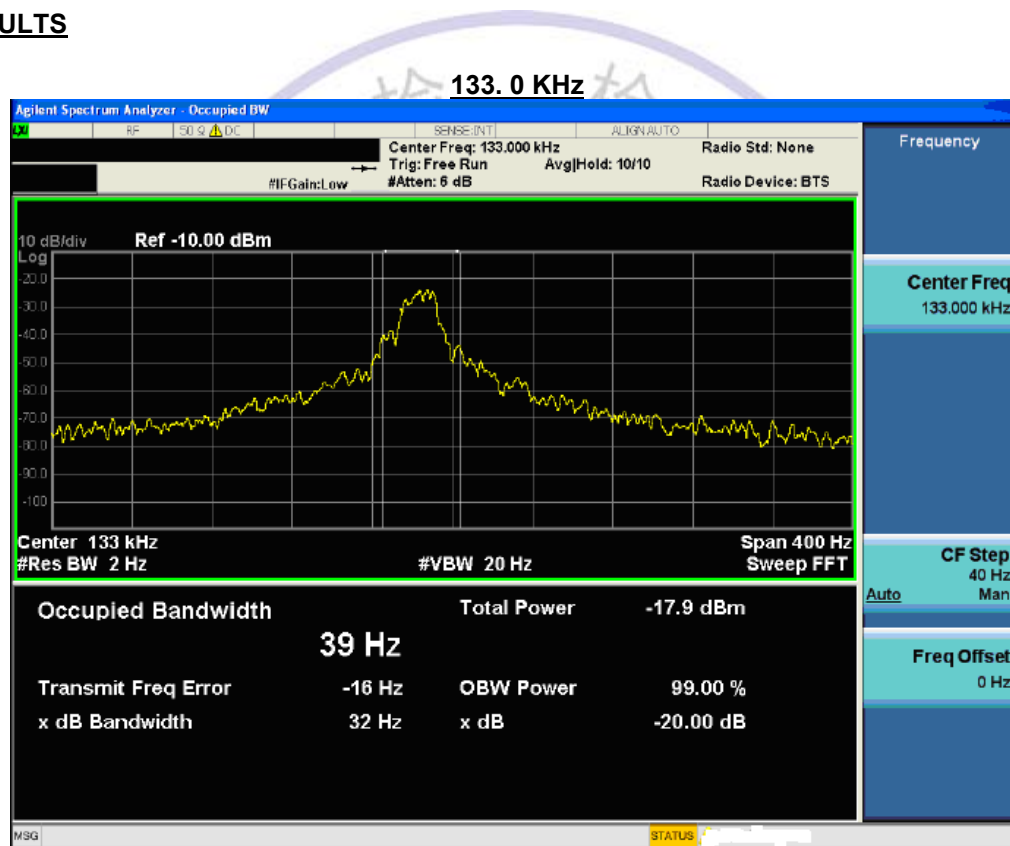 ULTS
133. 0 KHz
检 检
Agilent Spectrum Analyzer - Occupied BW
LXI RF 50 Ω DC SENSE:INT ALIGN AUTO
Center Freq: 133.000 kHz Radio Std: None
Trig: Free Run Avg|Hold: 10/10
#IFGain:Low #Atten: 6 dB Radio Device: BTS
10 dB/div Ref -10.00 dBm
Log
-20.0
-30.0
-40.0
-50.0
-60.0
-70.0
-80.0
-90.0
-100
Center 133 kHz Span 400 Hz
#Res BW 2 Hz #VBW 20 Hz Sweep FFT
Occupied Bandwidth Total Power -17.9 dBm
39 Hz
Transmit Freq Error -16 Hz OBW Power 99.00 %
x dB Bandwidth 32 Hz x dB -20.00 dB
MSG STATUS
Frequency
Center Freq
133.000 kHz
CF Step
40 Hz
Auto Man
Freq Offset
0 Hz